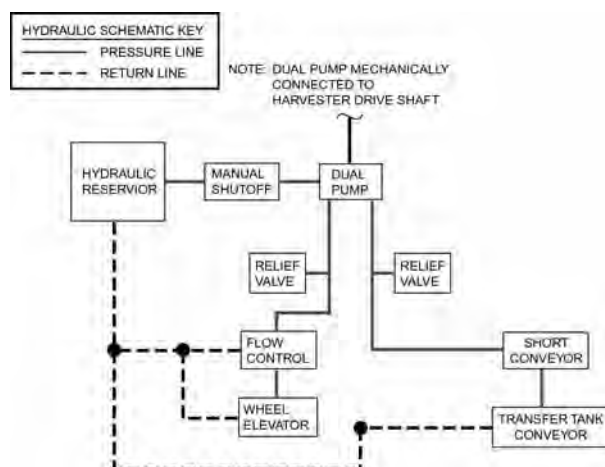 HYDRAULIC SCHEMATIC KEY
PRESSURE LINE
RETURN LINE
NOTE: DUAL PUMP MECHANICALLY
CONNECTED TO
HARVESTER DRIVE SHAFT
HYDRAULIC
RESERVIOR
MANUAL
SHUTOFF
DUAL
PUMP
RELIEF
VALVE
RELIEF
VALVE
FLOW
CONTROL
SHORT
CONVEYOR
WHEEL
ELEVATOR
TRANSFER TANK
CONVEYOR